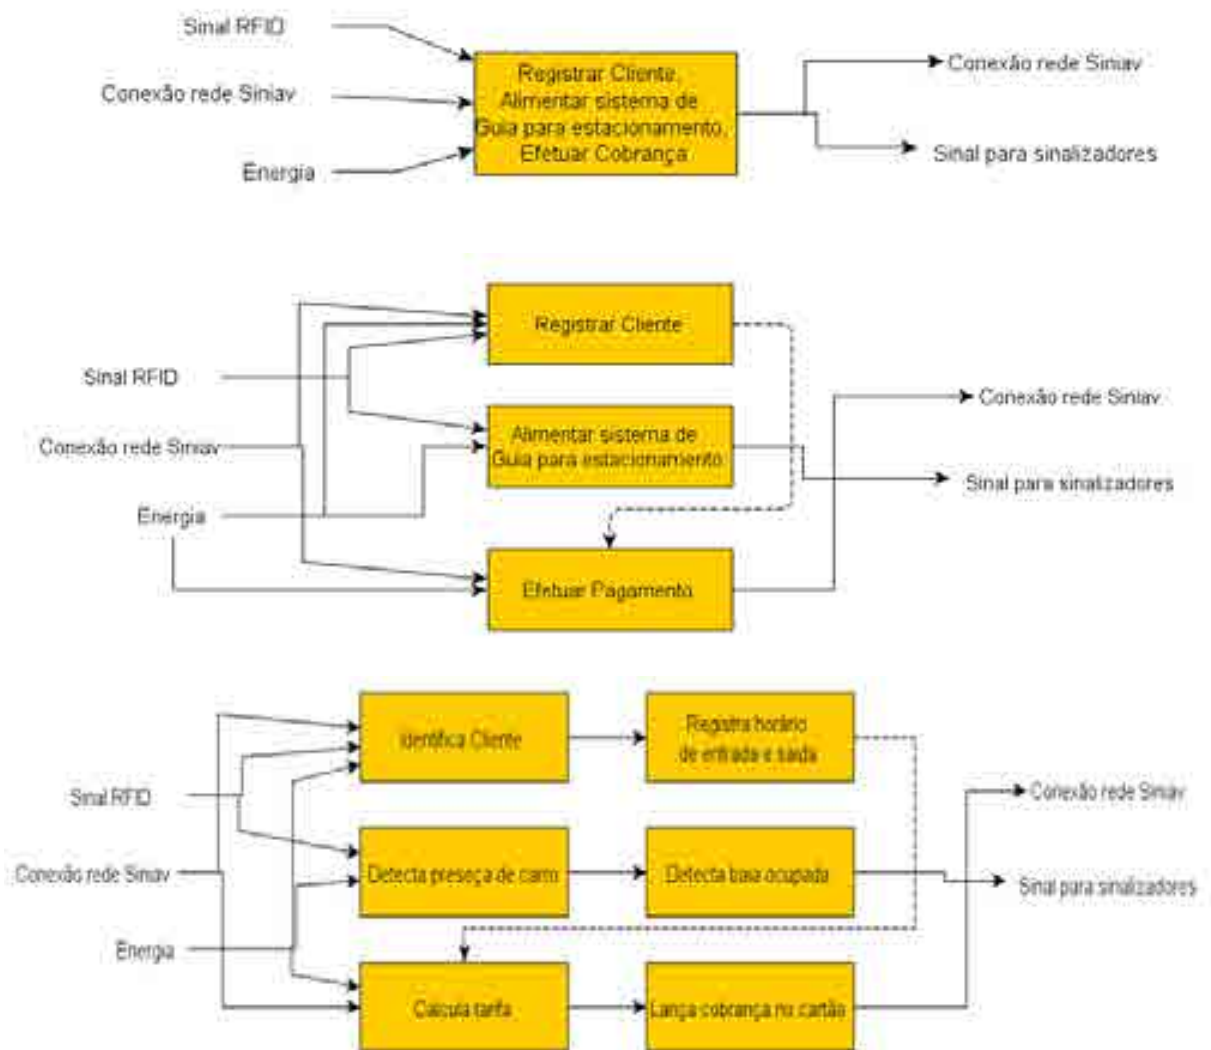 Sinal RFID
Conexão rede Siniav
Energia
Registrar Cliente,
Alimentar sistema de
Guia para estacionamento,
Efetuar Cobrança
Conexão rede Siniav
Sinal para sinalizadores
Sinal RFID
Conexão rede Siniav
Energia
Registrar Cliente
Alimentar sistema de
Guia para estacionamento
Efetuar Pagamento
Conexão rede Siniav
Sinal para sinalizadores
Sinal RFID
Conexão rede Siniav
Energia
Identifica Cliente
Registra horário
de entrada e saída
Detecta preseça de carro
Detecta baia ocupada
Calcula tarifa
Lança cobrança no cartão
Conexão rede Siniav
Sinal para sinalizadores